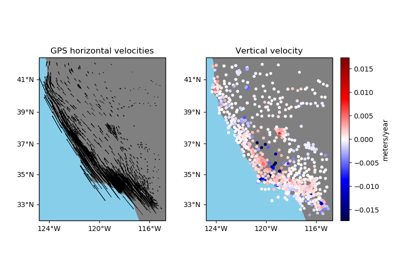 GPS horizontal velocities
41°N
39°N
37°N
35°N
33°N
124°W 120°W 116°W
Vertical velocity
41°N
39°N
37°N
35°N
33°N
124°W 120°W 116°W
0.015
0.010
0.005
0.000
−0.005
−0.010
−0.015
meters/year